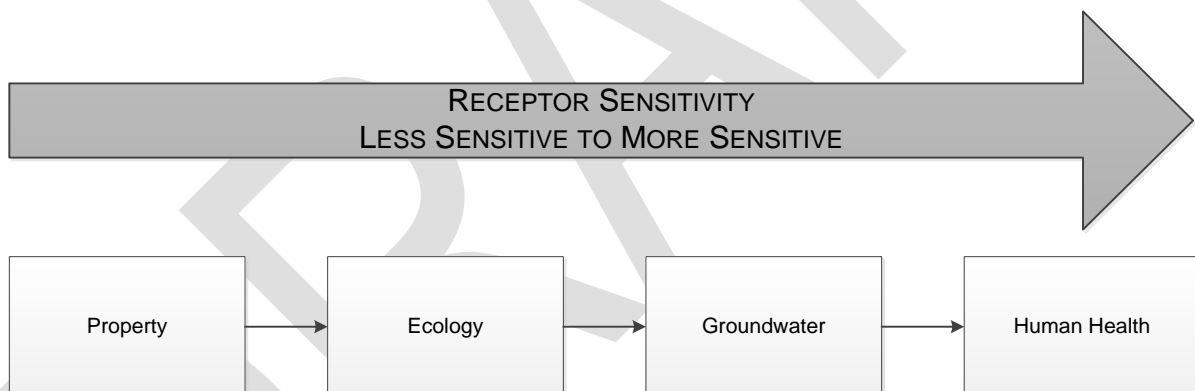 RECEPTOR SENSITIVITY
LESS SENSITIVE TO MORE SENSITIVE
Property
Ecology
Groundwater
Human Health